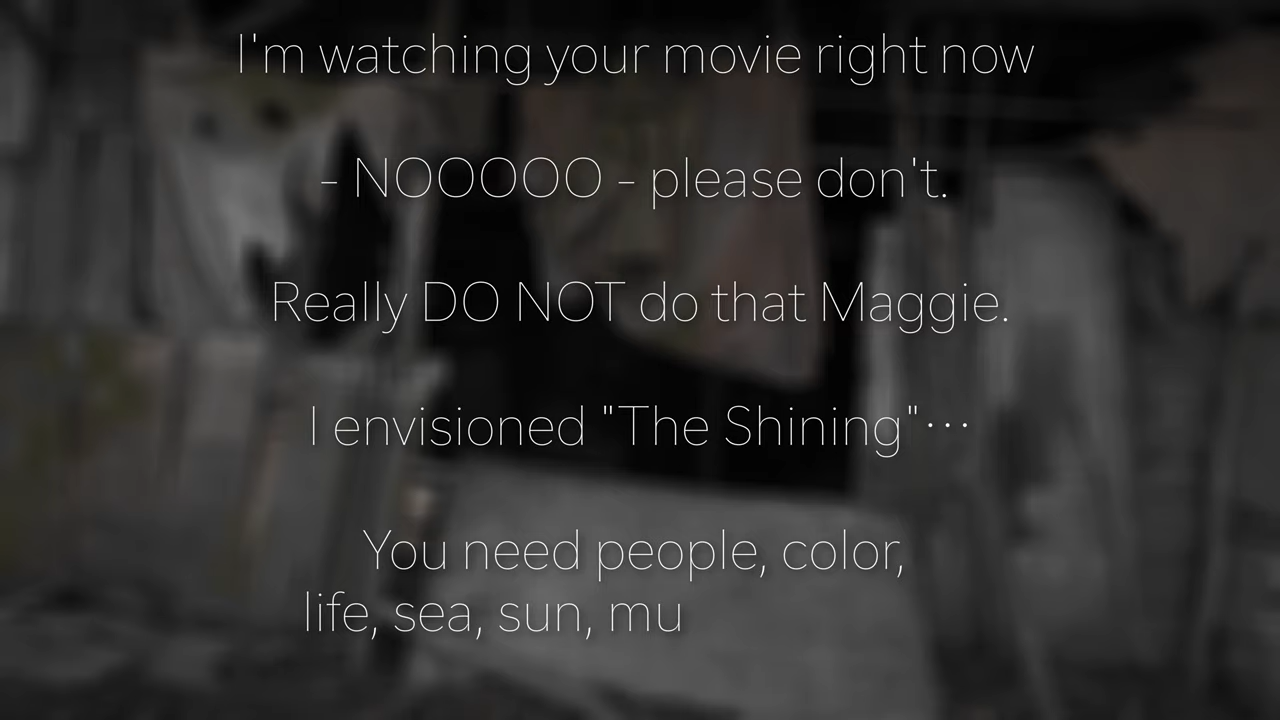 I'm watching your movie right now
- NOOOOO - please don't.
Really DO NOT do that Maggie.
I envisioned "The Shining"…
You need people, color,
life, sea, sun, mu